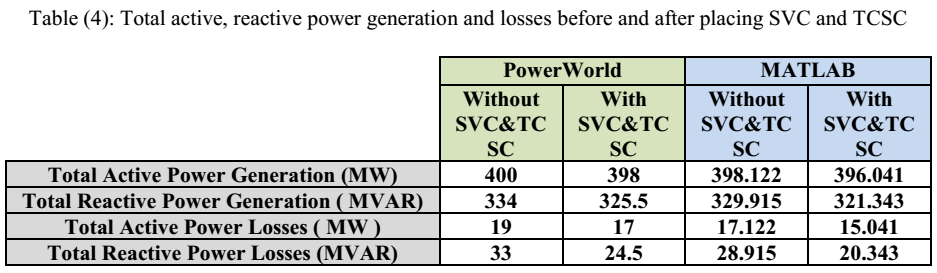 Table (4): Total active, reactive power generation and losses before and after placing SVC and TCSC
PowerWorld MATLAB
Without With Without With
SVC&TC SVC&TC SVC&TC SVC&TC
SC SC SC SC
Total Active Power Generation (MW) 400 398 398.122 396.041
Total Reactive Power Generation ( MVAR) 334 325.5 329.915 321.343
Total Active Power Losses ( MW ) 19 17 17.122 15.041
Total Reactive Power Losses (MVAR) 33 24.5 28.915 20.343